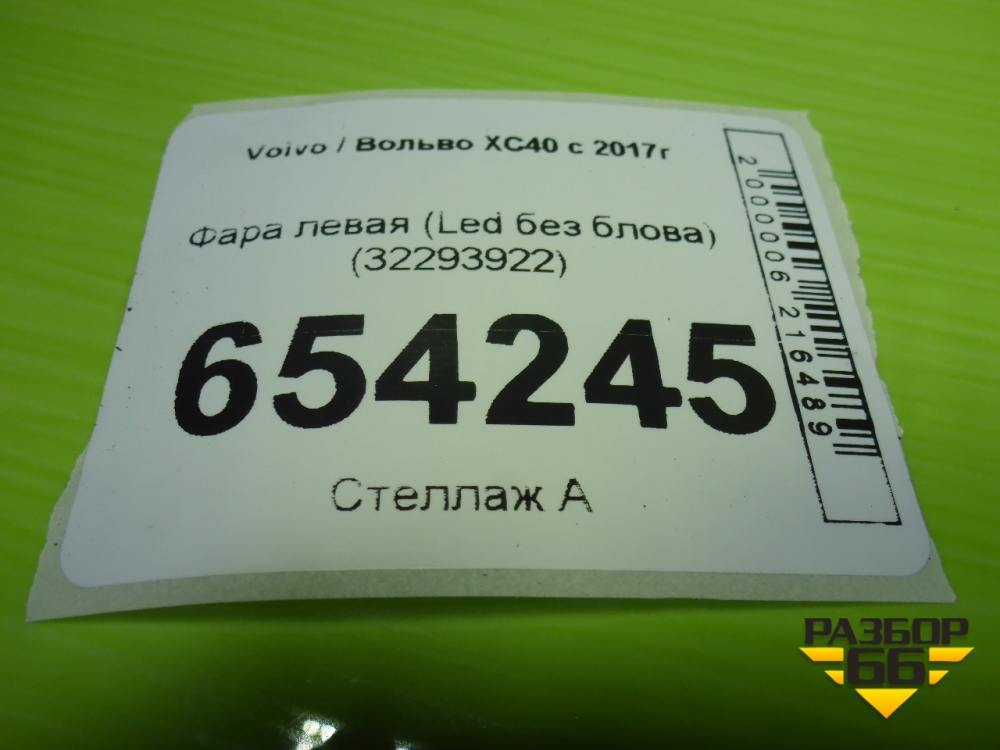 Volvo / Вольво XC40 с 2017г
Фара левая (Led без блова)
(32293922)
654245
Стеллаж А
2000006216489
РАЗБОР
66